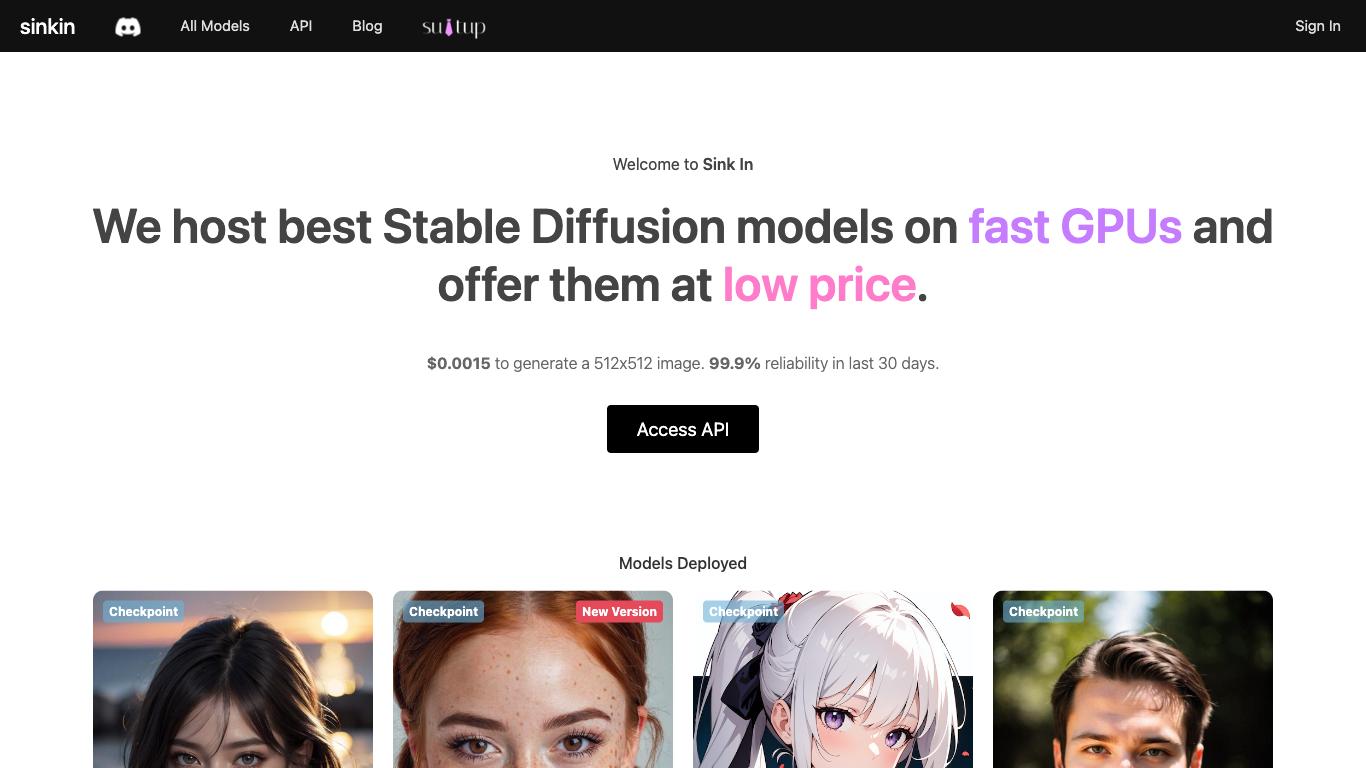 sinkin
All Models
API
Blog
suitup
Sign In
Welcome to Sink In
We host best Stable Diffusion models on fast GPUs and
offer them at low price.
$0.0015 to generate a 512x512 image. 99.9% reliability in last 30 days.
Access API
Models Deployed
Checkpoint
Checkpoint
New Version
Checkpoint
Checkpoint